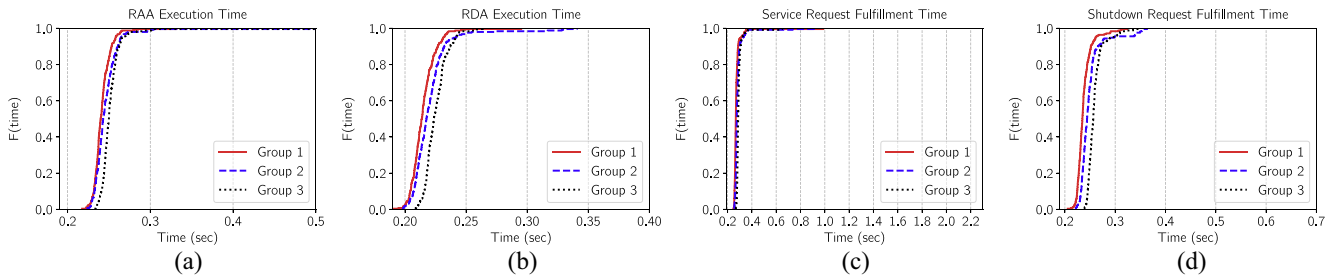 RAA Execution Time
F(time)
1.0
0.8
0.6
0.4
0.2
0.0
0.2
0.3
0.4
0.5
Group 1
Group 2
Group 3
Time (sec)
(a)
RDA Execution Time
F(time)
1.0
0.8
0.6
0.4
0.2
0.0
0.20
0.25
0.30
0.35
0.40
Group 1
Group 2
Group 3
Time (sec)
(b)
Service Request Fulfillment Time
F(time)
1.0
0.8
0.6
0.4
0.2
0.0
0.2
0.4
0.6
0.8
1.0
1.2
1.4
1.6
1.8
2.0
2.2
Group 1
Group 2
Group 3
Time (sec)
(c)
Shutdown Request Fulfillment Time
F(time)
1.0
0.8
0.6
0.4
0.2
0.0
0.2
0.3
0.4
0.5
0.6
0.7
Group 1
Group 2
Group 3
Time (sec)
(d)